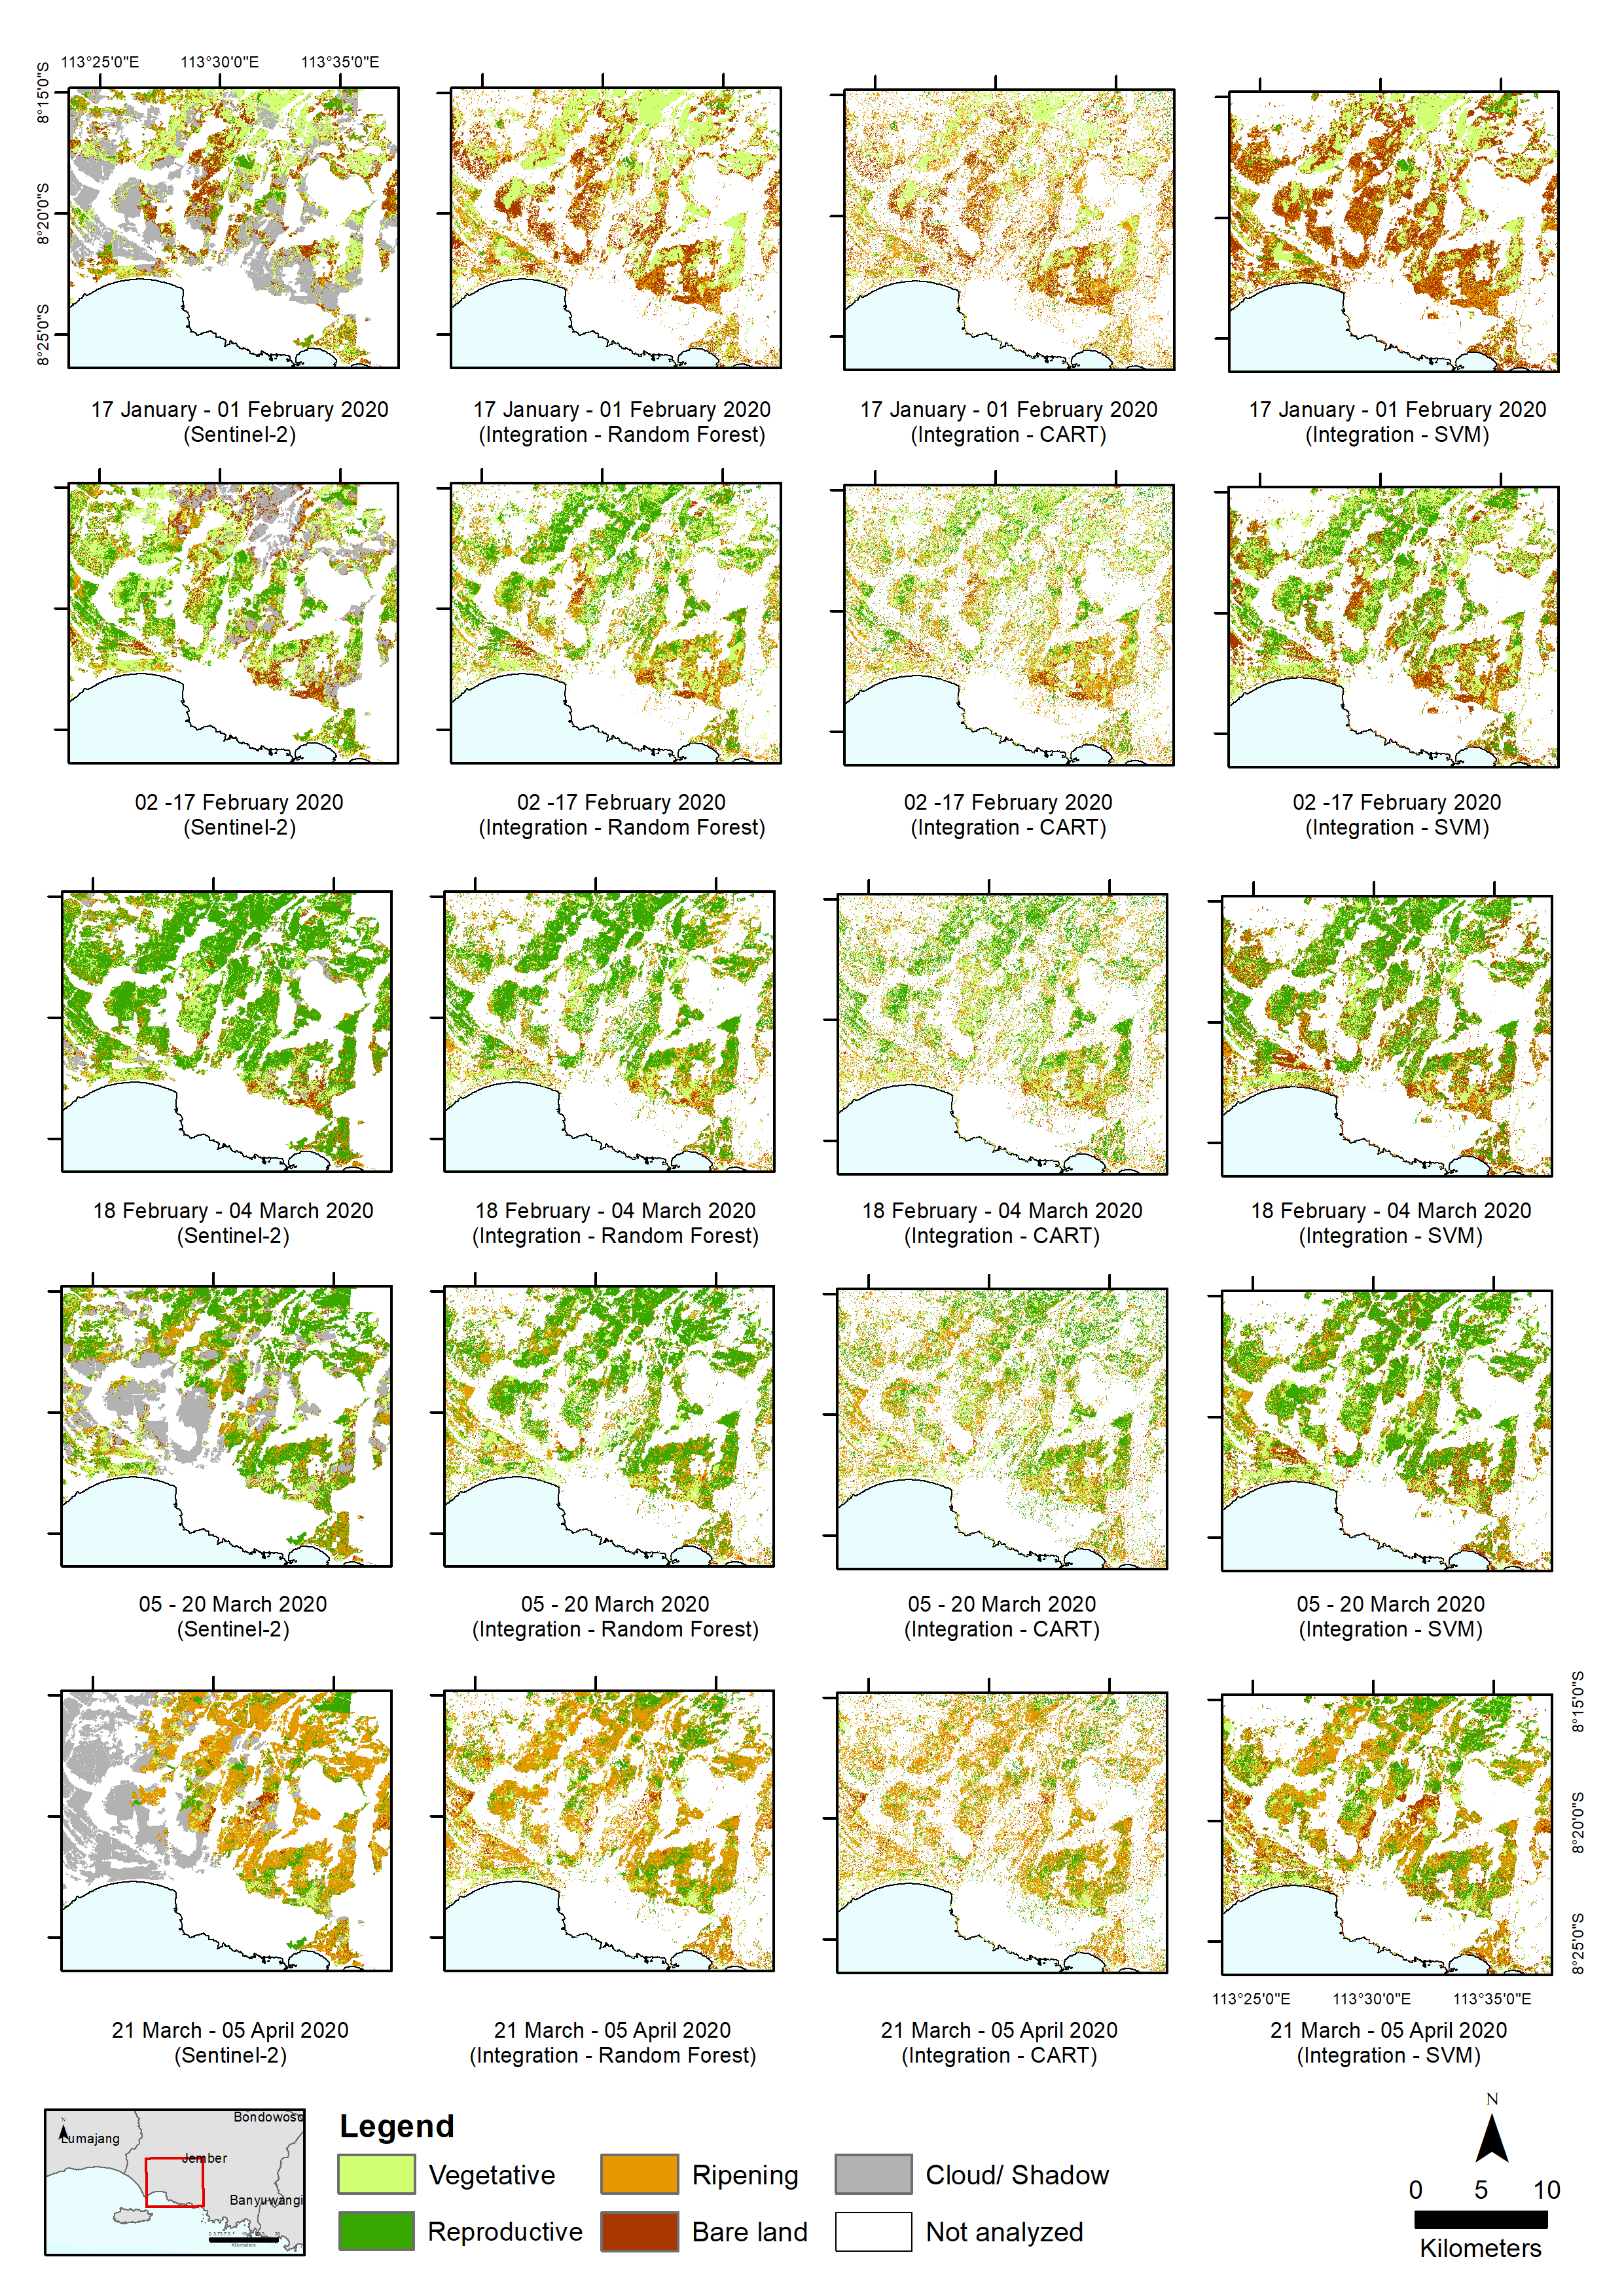 113°25'0"E 113°30'0"E 113°35'0"E
8°15'0"S
8°20'0"S
8°25'0"S
17 January - 01 February 2020
(Sentinel-2)
17 January - 01 February 2020
(Integration - Random Forest)
17 January - 01 February 2020
(Integration - CART)
17 January - 01 February 2020
(Integration - SVM)
02 -17 February 2020
(Sentinel-2)
02 -17 February 2020
(Integration - Random Forest)
02 -17 February 2020
(Integration - CART)
02 -17 February 2020
(Integration - SVM)
18 February - 04 March 2020
(Sentinel-2)
18 February - 04 March 2020
(Integration - Random Forest)
18 February - 04 March 2020
(Integration - CART)
18 February - 04 March 2020
(Integration - SVM)
05 - 20 March 2020
(Sentinel-2)
05 - 20 March 2020
(Integration - Random Forest)
05 - 20 March 2020
(Integration - CART)
05 - 20 March 2020
(Integration - SVM)
8°15'0"S
8°20'0"S
8°25'0"S
113°25'0"E 113°30'0"E 113°35'0"E
21 March - 05 April 2020
(Sentinel-2)
21 March - 05 April 2020
(Integration - Random Forest)
21 March - 05 April 2020
(Integration - CART)
21 March - 05 April 2020
(Integration - SVM)
N
Bondowoso
Lumajang
Jember
Banyuwangi
Kilometers
Legend
Vegetative
Ripening
Cloud/ Shadow
Reproductive
Bare land
Not analyzed
N
0 5 10
Kilometers